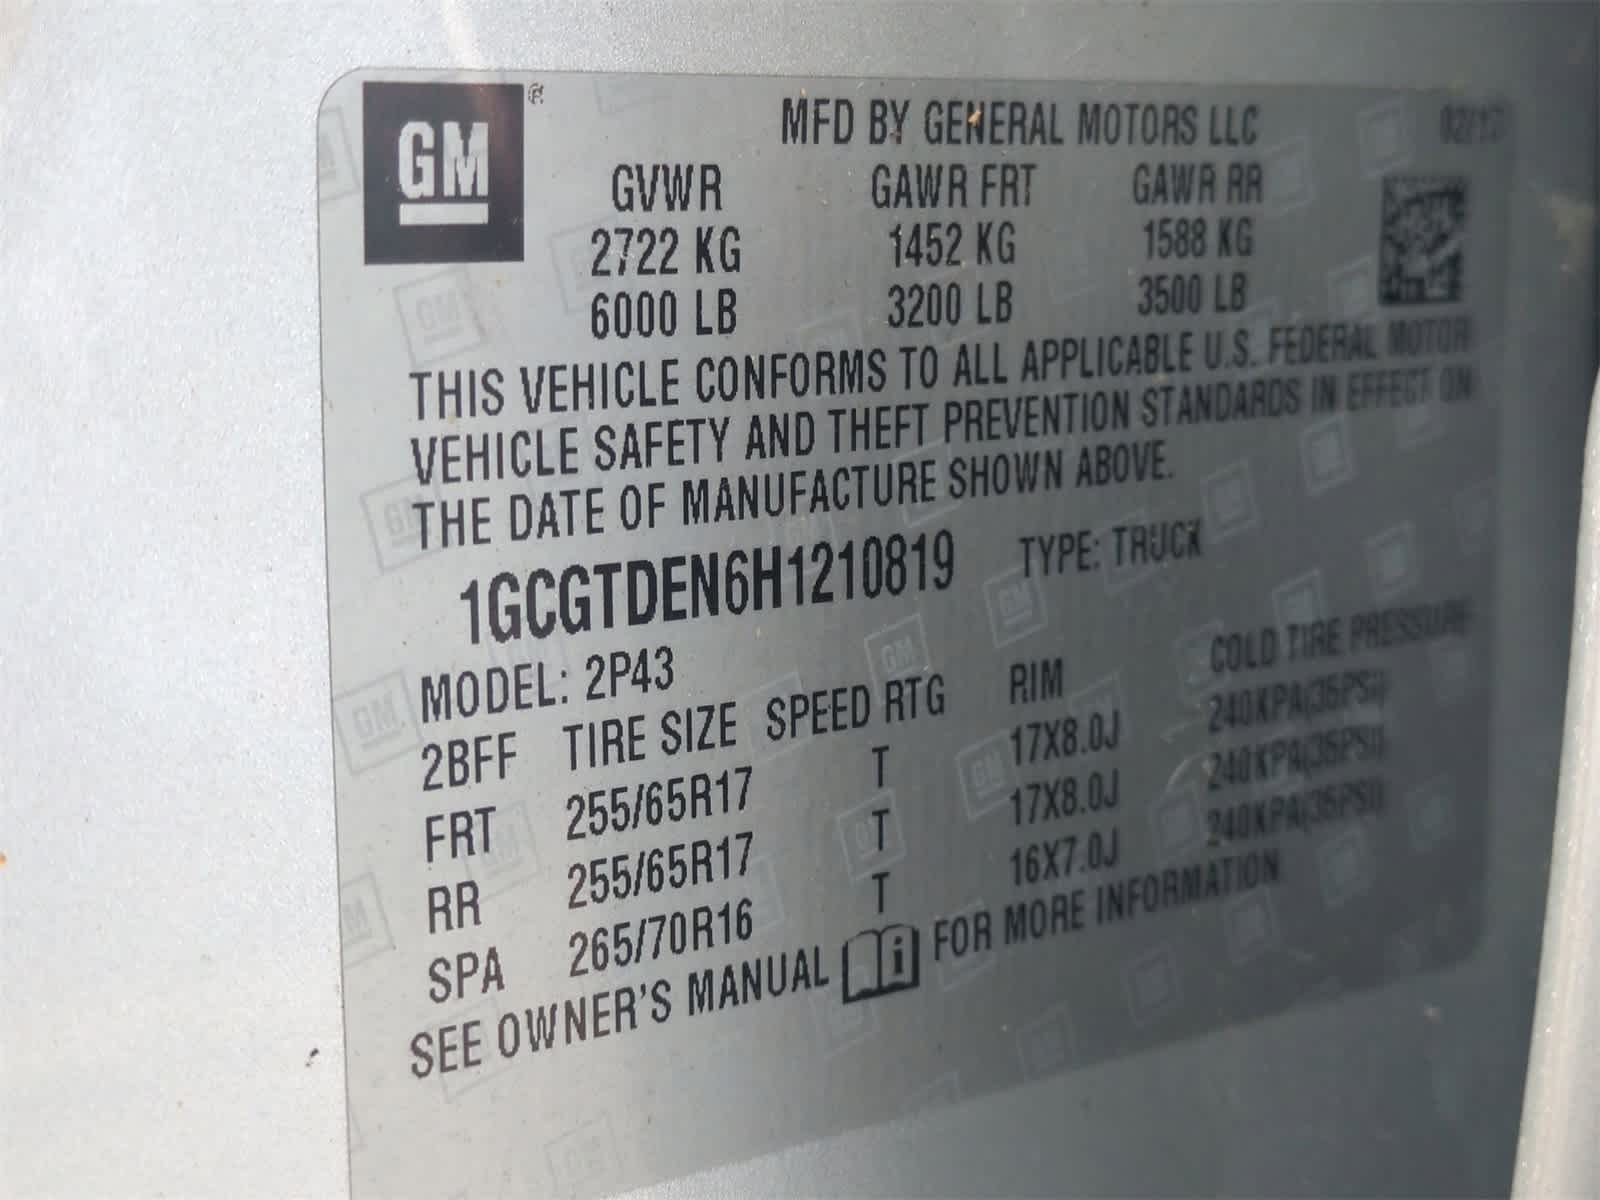 GM ®
MFD BY GENERAL MOTORS LLC 02/17
GVWR GAWR FRT GAWR RR
2722 KG 1452 KG 1588 KG
6000 LB 3200 LB 3500 LB
THIS VEHICLE CONFORMS TO ALL APPLICABLE U.S. FEDERAL MOTOR
VEHICLE SAFETY AND THEFT PREVENTION STANDARDS IN EFFECT ON
THE DATE OF MANUFACTURE SHOWN ABOVE.
1GCGTDEN6H1210819 TYPE: TRUCK
MODEL: 2P43
2BFF TIRE SIZE SPEED RTG RIM COLD TIRE PRESSURE
FRT 255/65R17 T 17X8.0J 240KPA(35PSI)
RR 255/65R17 T 17X8.0J 240KPA(35PSI)
SPA 265/70R16 T 16X7.0J 240KPA(35PSI)
SEE OWNER'S MANUAL FOR MORE INFORMATION